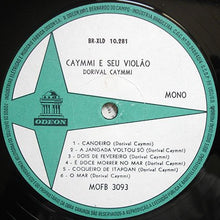 BR-XLD 10.281
CAYMMI E SEU VIOLÃO
DORIVAL CAYMMI
MONO
ODEON
1 - CANOEIRO (Dorival Caymmi)
2 - A JANGADA VOLTOU SÓ (Dorival Caymmi)
3 - DOIS DE FEVEREIRO (Dorival Caymmi)
4 - É DOCE MORRER NO MAR (Dorival Caymmi)
5 - COQUEIRO DE ITAPOAN (Dorival Caymmi)
6 - O MAR (Dorival Caymmi)
MOFB 3093